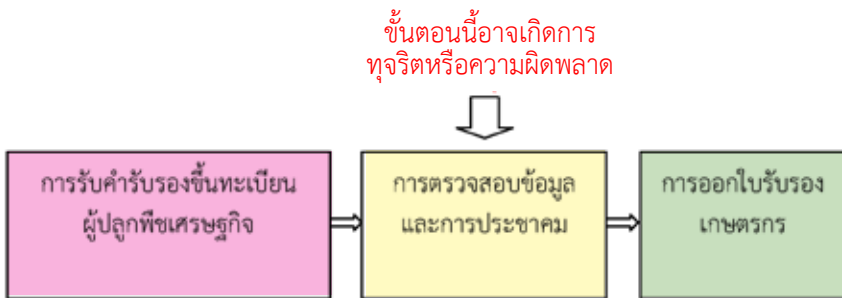 ขั้นตอนนี้อาจเกิดการ
ทุจริตหรือความผิดพลาด
การรับคำรับรองขึ้นทะเบียน
ผู้ปลูกพืชเศรษฐกิจ
การตรวจสอบข้อมูล
และการประชาคม
การออกใบรับรอง
เกษตรกร